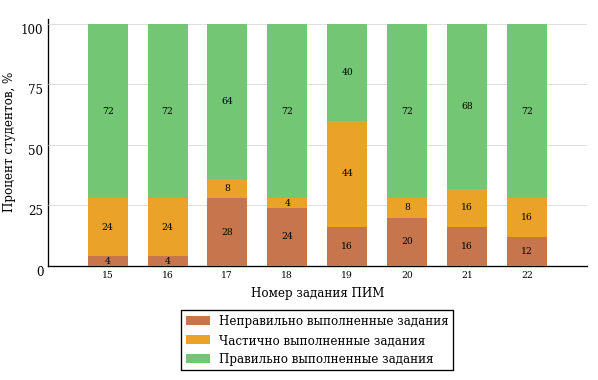 100
75
50
25
0
Процент студентов, %
72 72 64 72 40 72 68 72
24 24 8 4 44 8 16 16
4 4 28 24 16 20 16 12
15 16 17 18 19 20 21 22
Номер задания ПИМ
Неправильно выполненные задания
Частично выполненные задания
Правильно выполненные задания